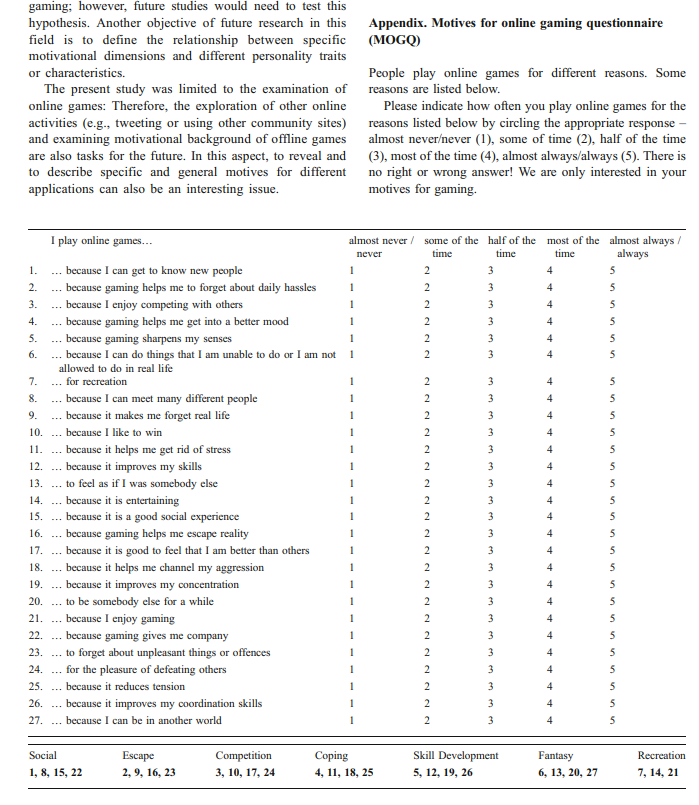 gaming; however, future studies would need to test this
hypothesis. Another objective of future research in this
field is to define the relationship between specific
motivational dimensions and different personality traits
or characteristics.
The present study was limited to the examination of
online games: Therefore, the exploration of other online
activities (e.g., tweeting or using other community sites)
and examining motivational background of offline games
are also tasks for the future. In this aspect, to reveal and
to describe specific and general motives for different
applications can also be an interesting issue.
Appendix. Motives for online gaming questionnaire
(MOGQ)
People play online games for different reasons. Some
reasons are listed below.
Please indicate how often you play online games for the
reasons listed below by circling the appropriate response –
almost never/never (1), some of time (2), half of the time
(3), most of the time (4), almost always/always (5). There is
no right or wrong answer! We are only interested in your
motives for gaming.
I play online games… almost never / some of the half of the most of the almost always /
never time time time always
1. … because I can get to know new people 1 2 3 4 5
2. … because gaming helps me to forget about daily hassles 1 2 3 4 5
3. … because I enjoy competing with others 1 2 3 4 5
4. … because gaming helps me get into a better mood 1 2 3 4 5
5. … because gaming sharpens my senses 1 2 3 4 5
6. … because I can do things that I am unable to do or I am not 1 2 3 4 5
allowed to do in real life
7. … for recreation 1 2 3 4 5
8. … because I can meet many different people 1 2 3 4 5
9. … because it makes me forget real life 1 2 3 4 5
10. … because I like to win 1 2 3 4 5
11. … because it helps me get rid of stress 1 2 3 4 5
12. … because it improves my skills 1 2 3 4 5
13. … to feel as if I was somebody else 1 2 3 4 5
14. … because it is entertaining 1 2 3 4 5
15. … because it is a good social experience 1 2 3 4 5
16. … because gaming helps me escape reality 1 2 3 4 5
17. … because it is good to feel that I am better than others 1 2 3 4 5
18. … because it helps me channel my aggression 1 2 3 4 5
19. … because it improves my concentration 1 2 3 4 5
20. … to be somebody else for a while 1 2 3 4 5
21. … because I enjoy gaming 1 2 3 4 5
22. … because gaming gives me company 1 2 3 4 5
23. … to forget about unpleasant things or offences 1 2 3 4 5
24. … for the pleasure of defeating others 1 2 3 4 5
25. … because it reduces tension 1 2 3 4 5
26. … because it improves my coordination skills 1 2 3 4 5
27. … because I can be in another world 1 2 3 4 5
Social Escape Competition Coping Skill Development Fantasy Recreation
1, 8, 15, 22 2, 9, 16, 23 3, 10, 17, 24 4, 11, 18, 25 5, 12, 19, 26 6, 13, 20, 27 7, 14, 21